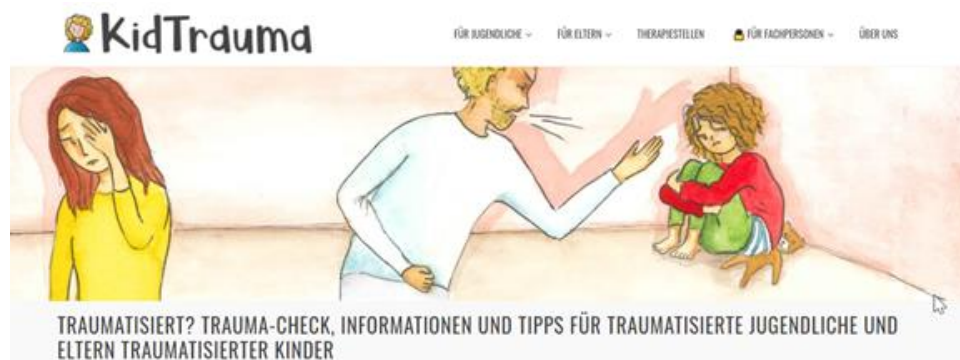 KidTrauma
FÜR JUGENDLICHE FÜR ELTERN THERAPIESTELLEN FÜR FACHPERSONEN ÜBER UNS
TRAUMATISIERT? TRAUMA-CHECK, INFORMATIONEN UND TIPPS FÜR TRAUMATISIERTE JUGENDLICHE UND
ELTERN TRAUMATISIERTER KINDER